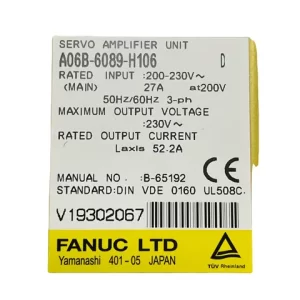 SERVO AMPLIFIER UNIT
A06B-6089-H106 D
RATED INPUT :200-230V~
(MAIN) 27A at200V
50Hz/60Hz 3-ph
MAXIMUM OUTPUT VOLTAGE
:230V~
RATED OUTPUT CURRENT
Laxis 52.2A
MANUAL NO. :B-65192
STANDARD:DIN VDE 0160 UL508C.
V19302067
FANUC LTD
Yamanashi 401-05 JAPAN
TÜV Rheinland